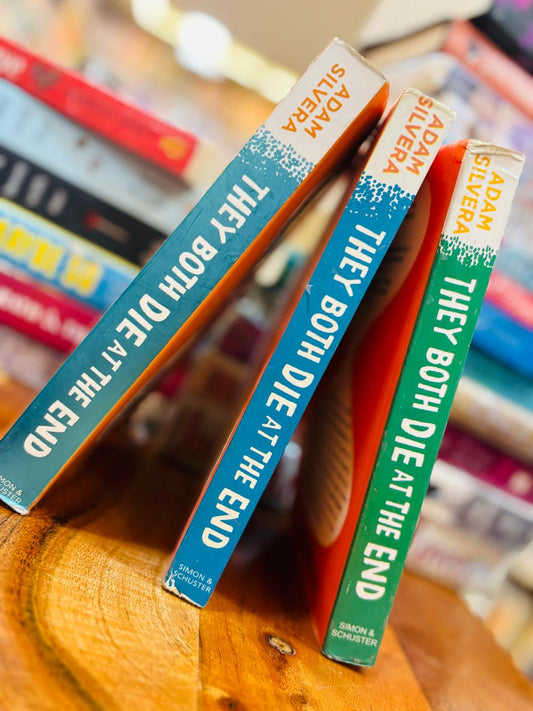 ADAM
SILVERA
THEY BOTH DIE AT THE END
SIMON &
SCHUSTER
ADAM
SILVERA
THEY BOTH DIE AT THE END
SIMON &
SCHUSTER
ADAM
SILVERA
THEY BOTH DIE AT THE END
SIMON &
SCHUSTER